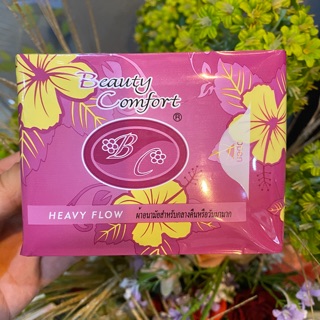 Beauty
Comfort
®
B
C
HEAVY FLOW
ผ้าอนามัยสำหรับกลางคืนหรือวันมามาก